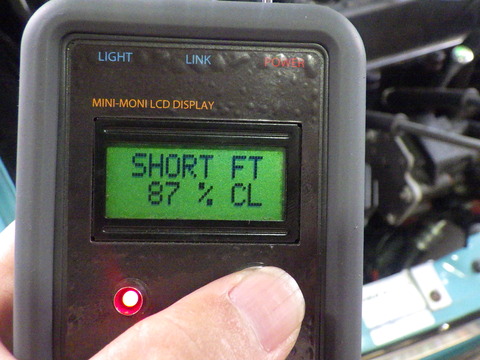 LIGHT LINK POWER
MINI-MONI LCD DISPLAY
SHORT FT
87 % CL